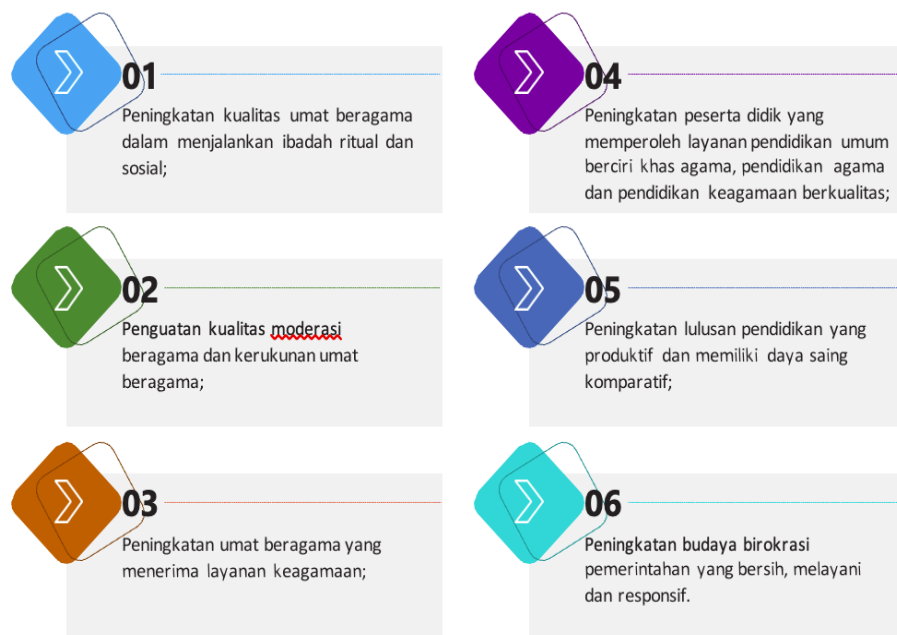 01
Peningkatan kualitas umat beragama
dalam menjalankan ibadah ritual dan
sosial;
02
Penguatan kualitas moderasi
beragama dan kerukunan umat
beragama;
03
Peningkatan umat beragama yang
menerima layanan keagamaan;
04
Peningkatan peserta didik yang
memperoleh layanan pendidikan umum
berciri khas agama, pendidikan agama
dan pendidikan keagamaan berkualitas;
05
Peningkatan lulusan pendidikan yang
produktif dan memiliki daya saing
komparatif;
06
Peningkatan budaya birokrasi
pemerintahan yang bersih, melayani
dan responsif.